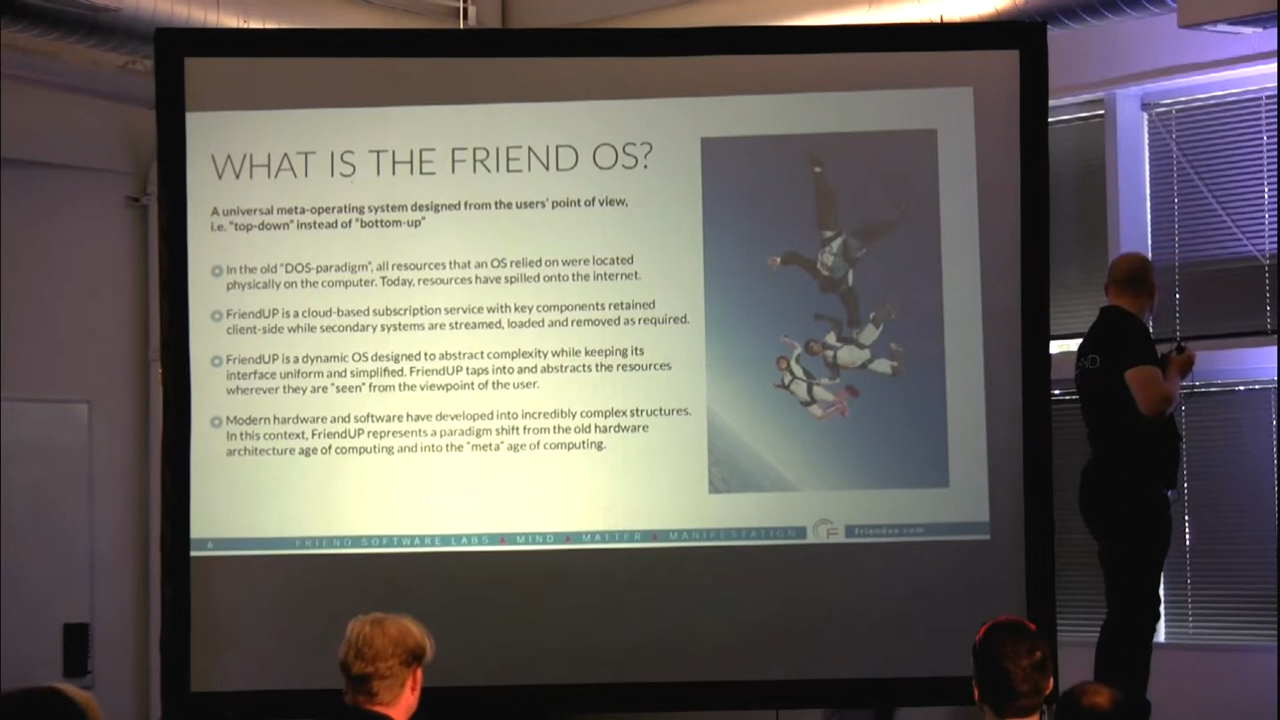 WHAT IS THE FRIEND OS?
A universal meta-operating system designed from the users' point of view,
i.e. "top-down" instead of "bottom-up"
In the old "DOS-paradigm", all resources that an OS relied on were located
physically on the computer. Today, resources have spilled onto the internet.
FriendUP is a cloud-based subscription service with key components retained
client-side while secondary systems are streamed, loaded and removed as required.
FriendUP is a dynamic OS designed to abstract complexity while keeping its
interface uniform and simplified. FriendUP taps into and abstracts the resources
wherever they are "seen" from the viewpoint of the user.
Modern hardware and software have developed into incredibly complex structures.
In this context, FriendUP represents a paradigm shift from the old hardware
architecture age of computing and into the "meta" age of computing.
6 FRIEND SOFTWARE LABS MIND MATTER MANIFESTATION F friendos.com